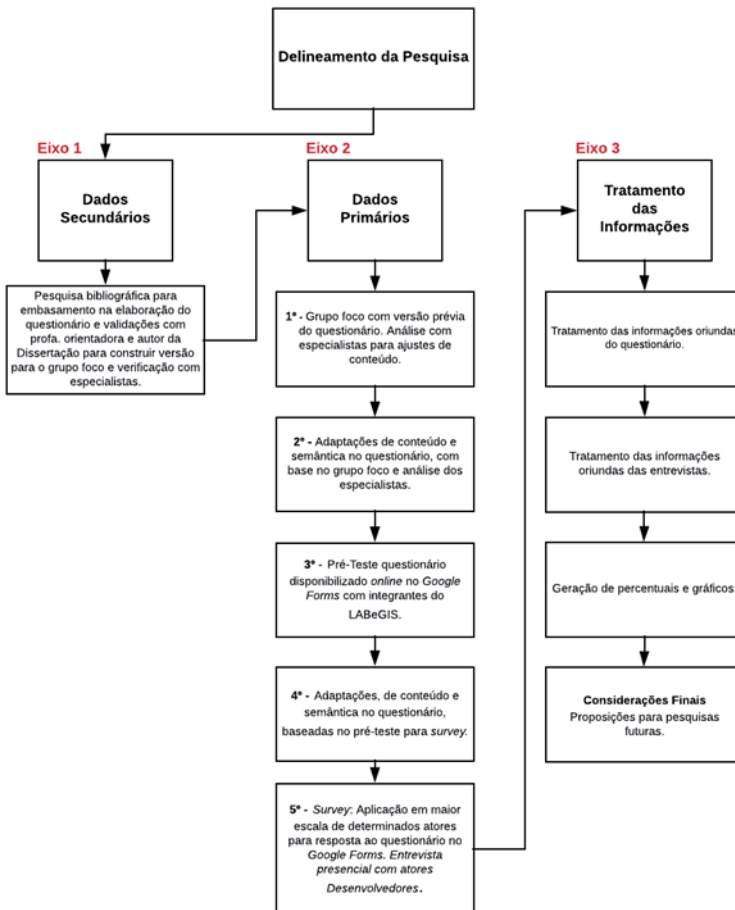 Delineamento da Pesquisa
Eixo 1
Dados
Secundários
Pesquisa bibliográfica para
embasamento na elaboração do
questionário e validações com
profa. orientadora e autor da
Dissertação para construir versão
para o grupo foco e verificação com
especialistas.
Eixo 2
Dados
Primários
1º - Grupo foco com versão prévia
do questionário. Análise com
especialistas para ajustes de
conteúdo.
2º - Adaptações de conteúdo e
semântica no questionário, com
base no grupo foco e análise dos
especialistas.
3º - Pré-Teste questionário
disponibilizado online no Google
Forms com integrantes do
LABeGIS.
4º - Adaptações, de conteúdo e
semântica no questionário,
baseadas no pré-teste para survey.
5º - Survey: Aplicação em maior
escala de determinados atores
para resposta ao questionário no
Google Forms. Entrevista
presencial com atores
Desenvolvedores.
Eixo 3
Tratamento
das
Informações
Tratamento das informações oriundas
do questionário.
Tratamento das informações
oriundas das entrevistas.
Geração de percentuais e gráficos.
Considerações Finais
Proposições para pesquisas
futuras.